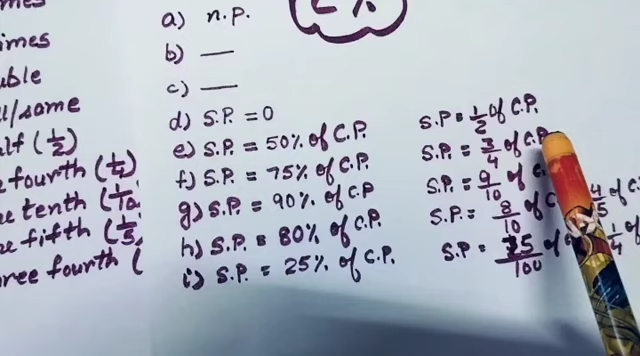 a) n.p.
imes
b) —
c) —
uble
l/same
d) S.P. = 0
lf (1/2)
e) S.P. = 50% of C.P. S.P = 1/2 of C.P.
fourth (1/4)
f) S.P. = 75% of C.P. S.P. = 3/4 of C.P.
tenth (1/10
g) S.P. = 90% of C.P S.P. = 9/10 of
fifth (1/5
h) S.P. = 80% of C.P. S.P. = 8/10 of 4/5 of C
ree fourth (
i) S.P. = 25% of C.P. S.P = 25/100 of 1/4 of